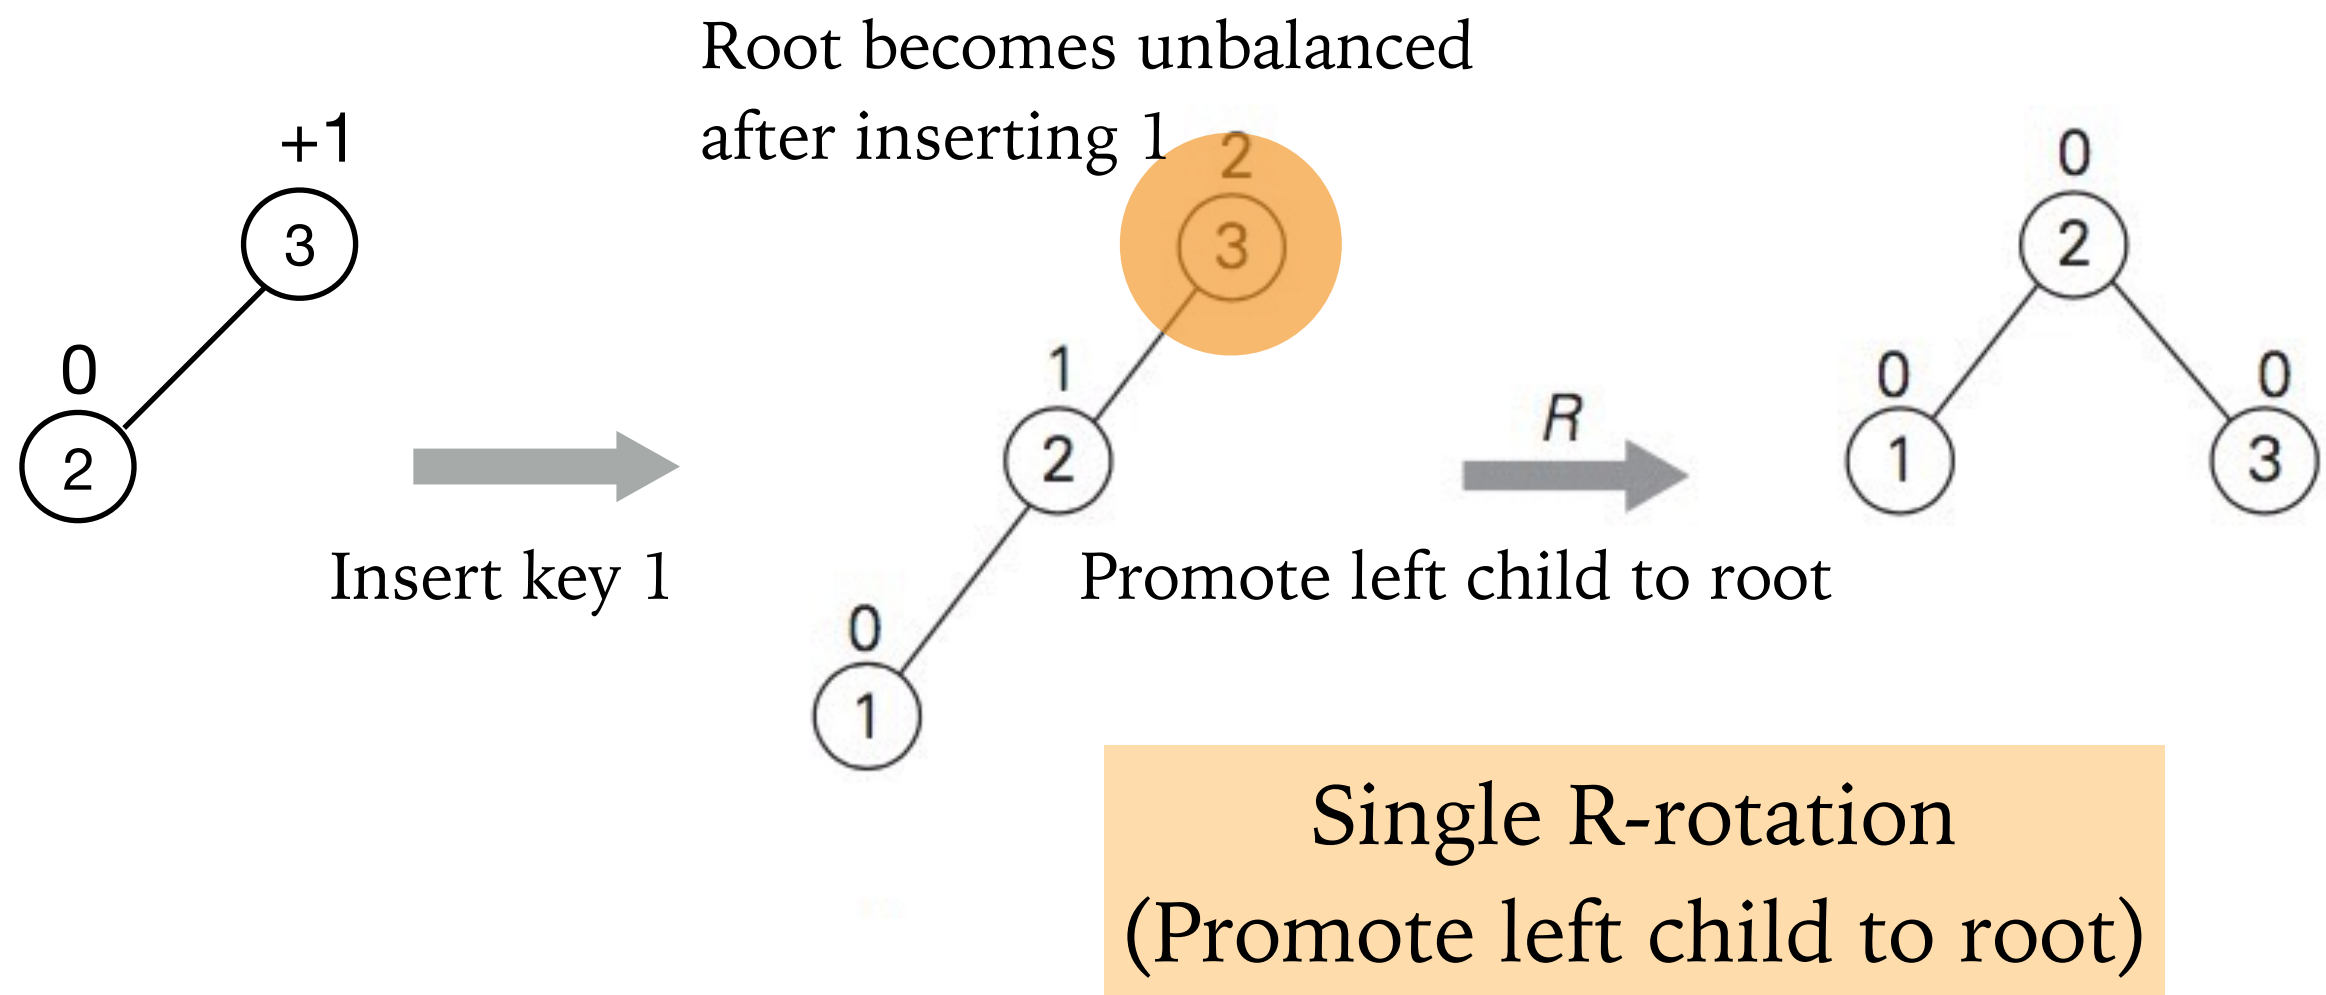 Root becomes unbalanced
after inserting 1
+1
3
0
2
Insert key 1
2
3
1
2
0
1
R
Promote left child to root
0
2
0
1
0
3
Single R-rotation
(Promote left child to root)